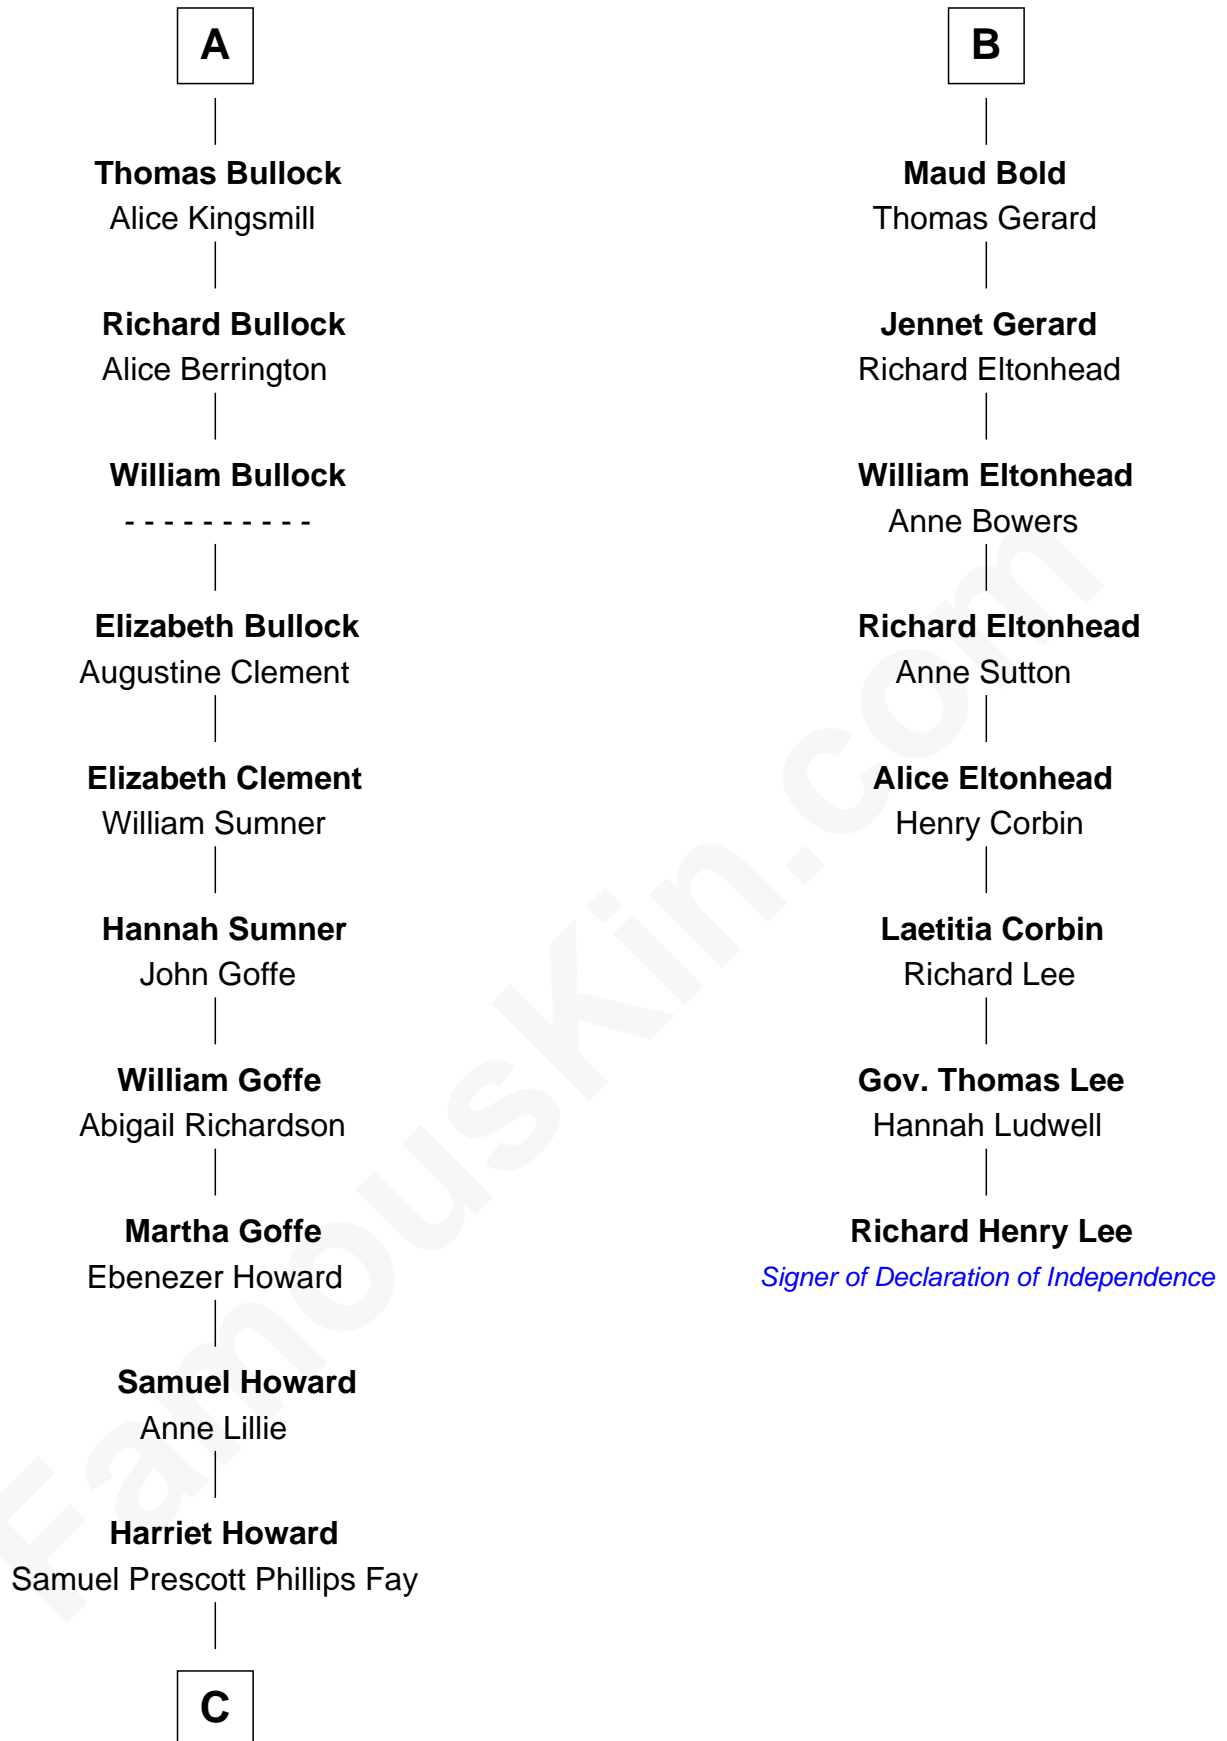 A
Thomas Bullock
Alice Kingsmill
Richard Bullock
Alice Berrington
William Bullock
- - - - - - - - - -
Elizabeth Bullock
Augustine Clement
Elizabeth Clement
William Sumner
Hannah Sumner
John Goffe
William Goffe
Abigail Richardson
Martha Goffe
Ebenezer Howard
Samuel Howard
Anne Lillie
Harriet Howard
Samuel Prescott Phillips Fay
C
B
Maud Bold
Thomas Gerard
Jennet Gerard
Richard Eltonhead
William Eltonhead
Anne Bowers
Richard Eltonhead
Anne Sutton
Alice Eltonhead
Henry Corbin
Laetitia Corbin
Richard Lee
Gov. Thomas Lee
Hannah Ludwell
Richard Henry Lee
Signer of Declaration of Independence
FamousKin.com